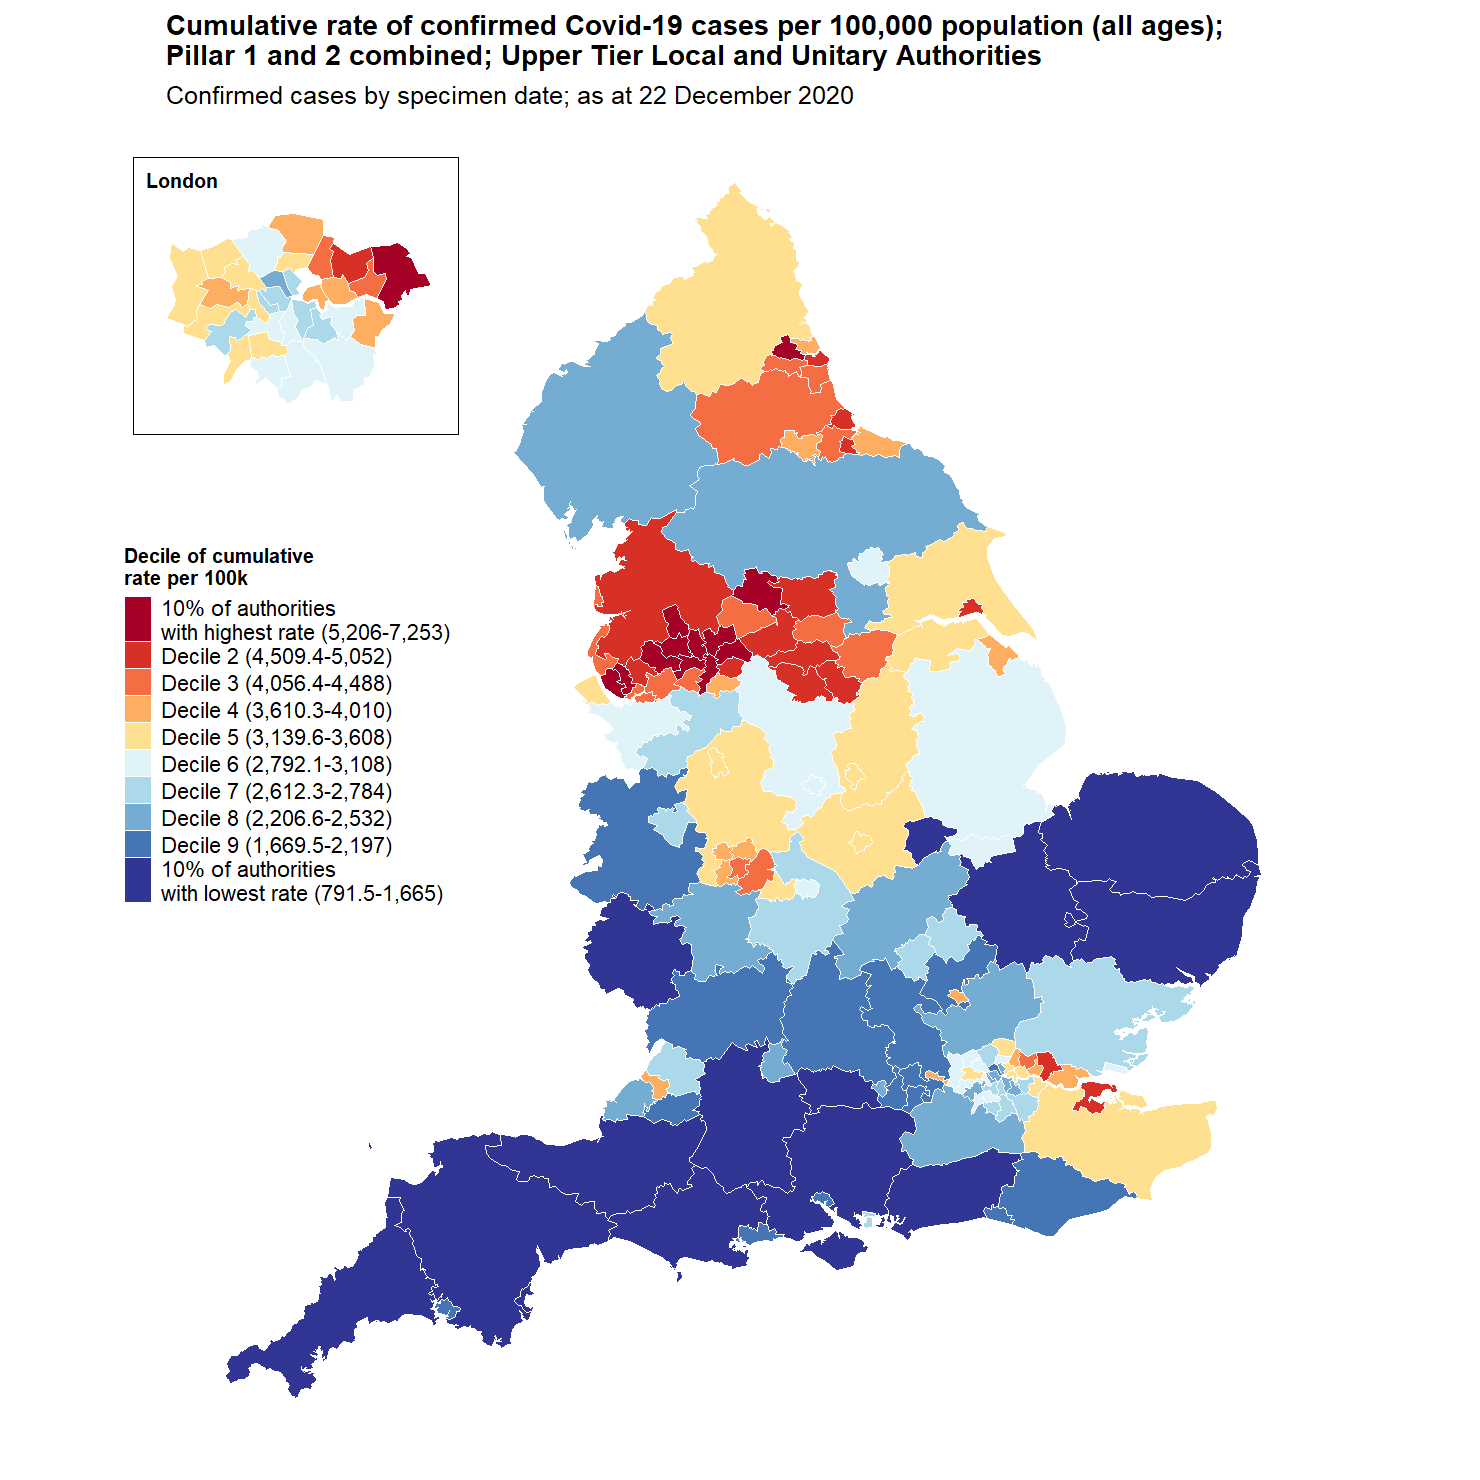 Cumulative rate of confirmed Covid-19 cases per 100,000 population (all ages);
Pillar 1 and 2 combined; Upper Tier Local and Unitary Authorities
Confirmed cases by specimen date; as at 22 December 2020
London
Decile of cumulative
rate per 100k
10% of authorities
with highest rate (5,206-7,253)
Decile 2 (4,509.4-5,052)
Decile 3 (4,056.4-4,488)
Decile 4 (3,610.3-4,010)
Decile 5 (3,139.6-3,608)
Decile 6 (2,792.1-3,108)
Decile 7 (2,612.3-2,784)
Decile 8 (2,206.6-2,532)
Decile 9 (1,669.5-2,197)
10% of authorities
with lowest rate (791.5-1,665)